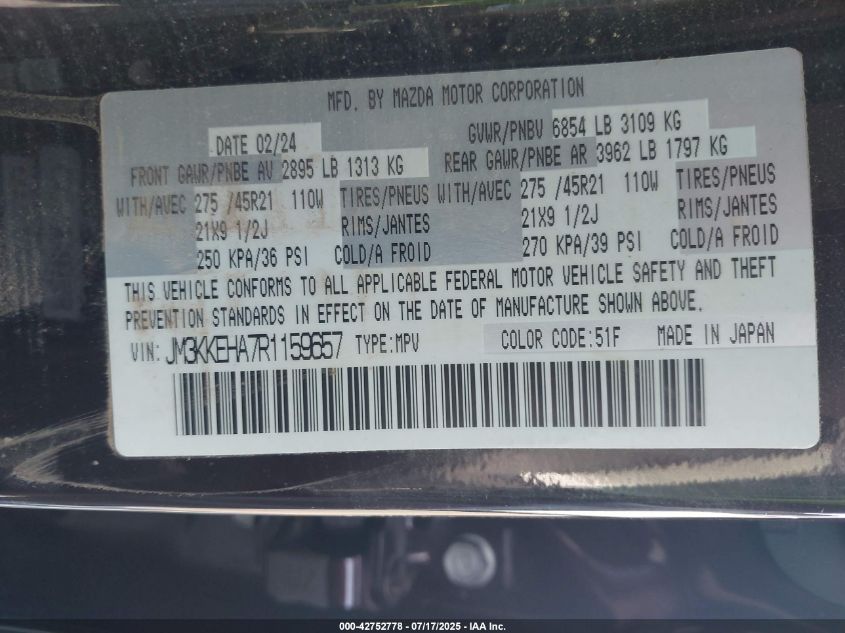 MFD. BY MAZDA MOTOR CORPORATION
DATE 02/24 GVWR/PNBV 6854 LB 3109 KG
FRONT GAWR/PNBE AV 2895 LB 1313 KG REAR GAWR/PNBE AR 3962 LB 1797 KG
WITH/AVEC 275 /45R21 110W TIRES/PNEUS WITH/AVEC 275 /45R21 110W TIRES/PNEUS
21X9 1/2J RIMS/JANTES 21X9 1/2J RIMS/JANTES
250 KPA/36 PSI COLD/A FROID 270 KPA/39 PSI COLD/A FROID
THIS VEHICLE CONFORMS TO ALL APPLICABLE FEDERAL MOTOR VEHICLE SAFETY AND THEFT
PREVENTION STANDARDS IN EFFECT ON THE DATE OF MANUFACTURE SHOWN ABOVE.
VIN: JM3KKEHA7R1159657 TYPE:MPV COLOR CODE:51F MADE IN JAPAN
000-42752778 - 07/17/2025 - IAA Inc.